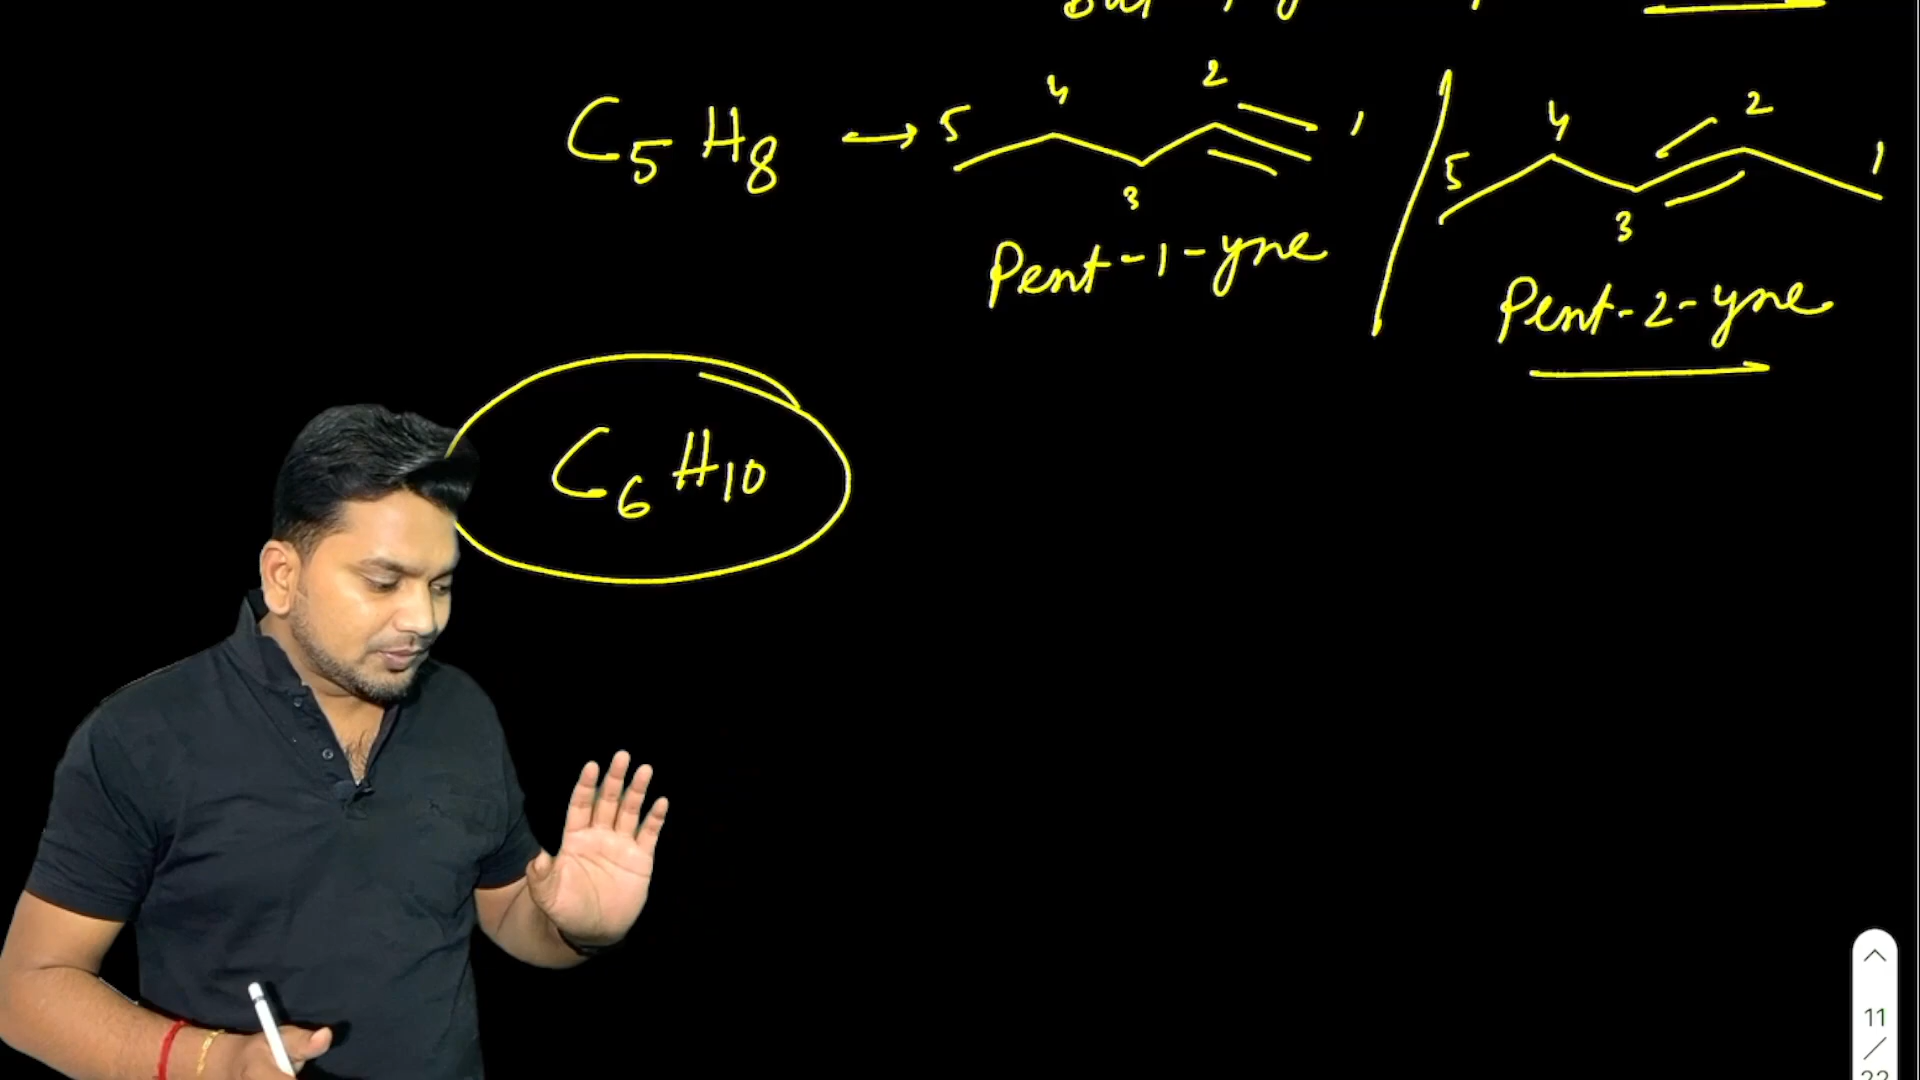 C5H8 → 5 4 3 2 1 / 5 4 3 2 1
Pent-1-yne
Pent-2-yne
C6H10
11
/
22